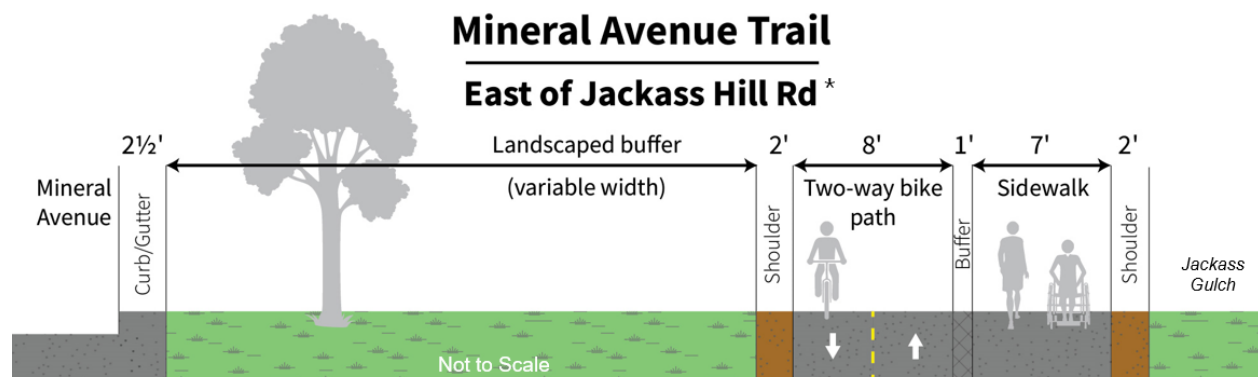 Mineral Avenue Trail
East of Jackass Hill Rd *
2½'
Landscaped buffer
(variable width)
2'
8'
1'
7'
2'
Mineral
Avenue
Curb/Gutter
Shoulder
Two-way bike
path
Buffer
Sidewalk
Shoulder
Jackass
Gulch
Not to Scale